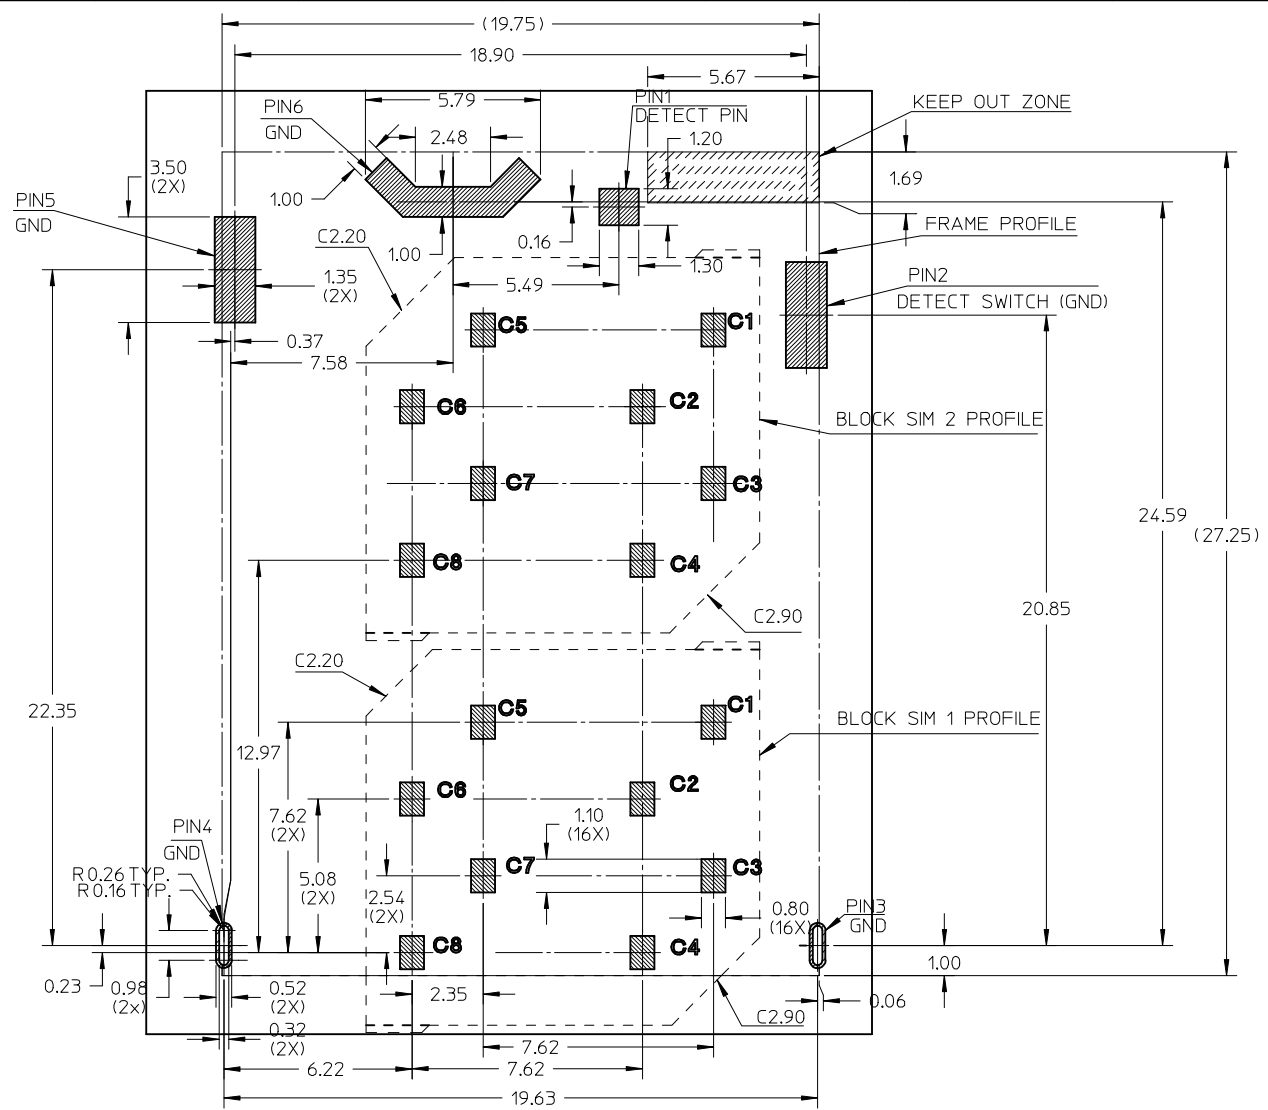 (19.75)
18.90
5.67
PIN6
GND
5.79
PIN1
DETECT PIN
KEEP OUT ZONE
2.48
1.20
3.50
(2X)
1.69
PIN5
GND
1.00
C2.20
1.00
0.16
FRAME PROFILE
1.35
(2X)
5.49
1.30
PIN2
DETECT SWITCH (GND)
0.37
7.58
C5
C1
C6
C2
BLOCK SIM 2 PROFILE
C7
C3
24.59
(27.25)
C8
C4
C2.90
20.85
C2.20
22.35
C5
C1
BLOCK SIM 1 PROFILE
12.97
C6
C2
7.62
(2X)
1.10
(16X)
PIN4
GND
R0.26 TYP.
R0.16 TYP.
5.08
(2X)
2.54
(2X)
C7
C3
0.80
(16X)
PIN3
GND
C8
C4
1.00
0.23
0.98
(2x)
0.52
(2X)
2.35
0.06
C2.90
0.32
(2X)
7.62
6.22
7.62
19.63